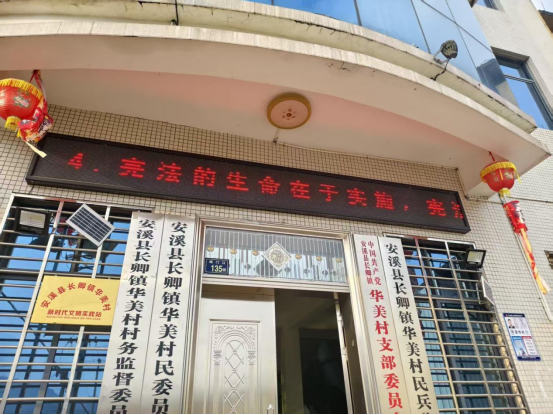 4.宪法的生命在于实施,宪
135
安溪县长卿镇华美村
新时代文明实践站
安溪县长卿镇华美村务监督委员
安溪县长卿镇华美村民委员
中国共产党
安溪县长卿镇
华美村支部委员
安溪县长卿镇华美村民兵